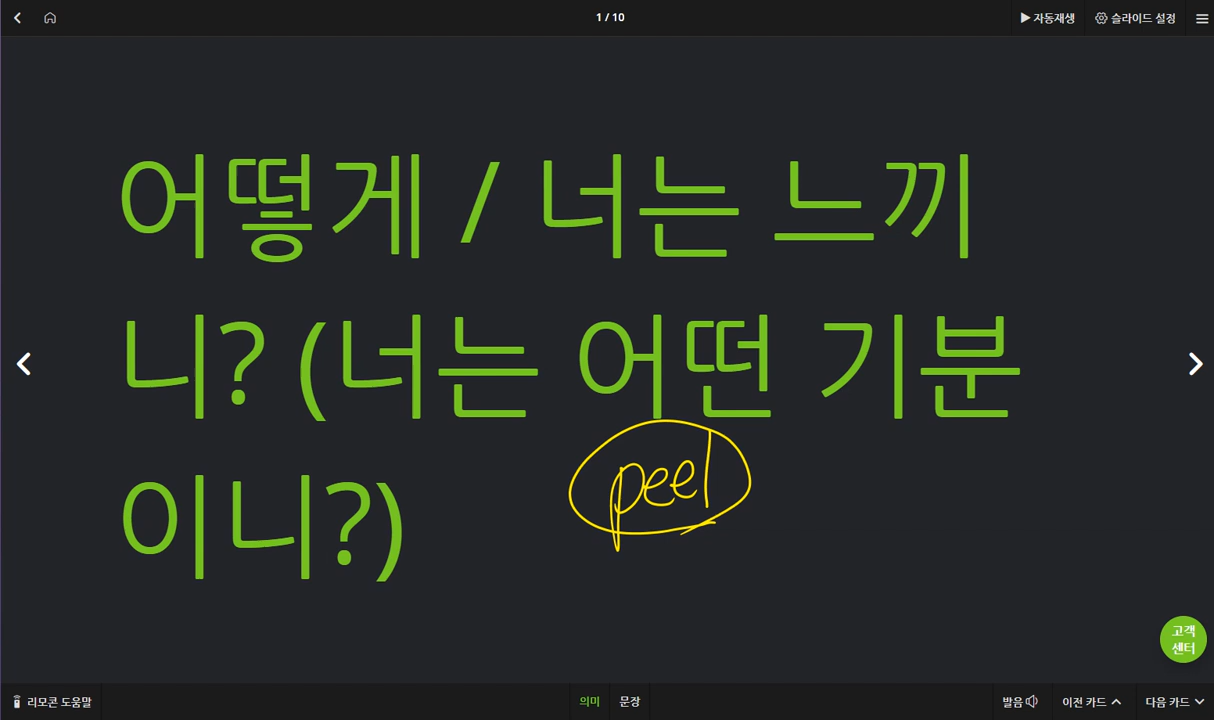 1 / 10
자동재생
슬라이드 설정
어떻게 / 너는 느끼
니? (너는 어떤 기분
이니?)
peel
고객
센터
리모콘 도움말
의미
문장
발음
이전 카드
다음 카드